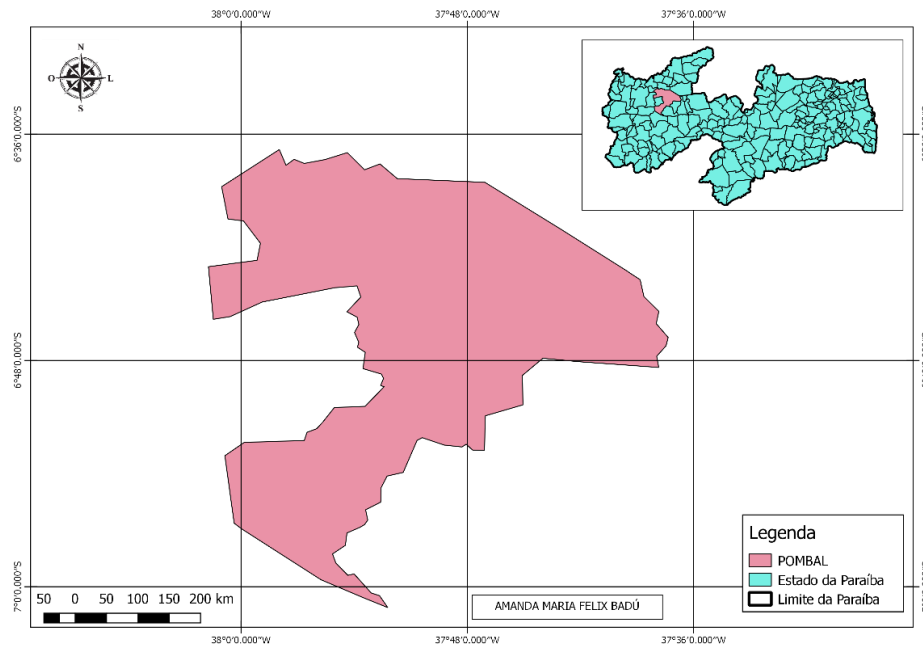 38°0'0.000"W 37°48'0.000"W 37°36'0.000"W
N
O L
S
6°36'0.000"S
6°48'0.000"S
7°0'0.000"S
Legenda
POMBAL
Estado da Paraíba
Limite da Paraíba
50 0 50 100 150 200 km
AMANDA MARIA FELIX BADÚ
38°0'0.000"W 37°48'0.000"W 37°36'0.000"W